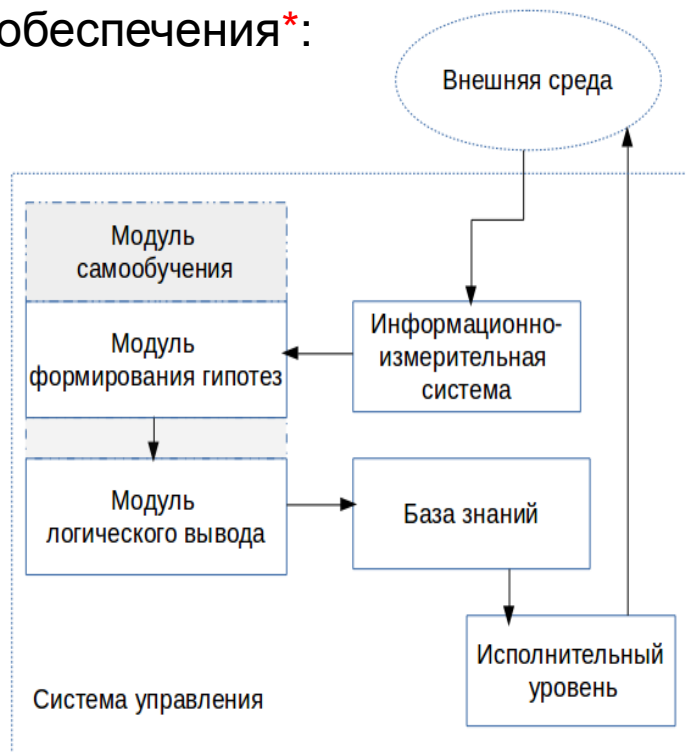 обеспечения*:
Внешняя среда
Модуль
самообучения
Модуль
формирования гипотез
Информационно-
измерительная
система
Модуль
логического вывода
База знаний
Исполнительный
уровень
Система управления